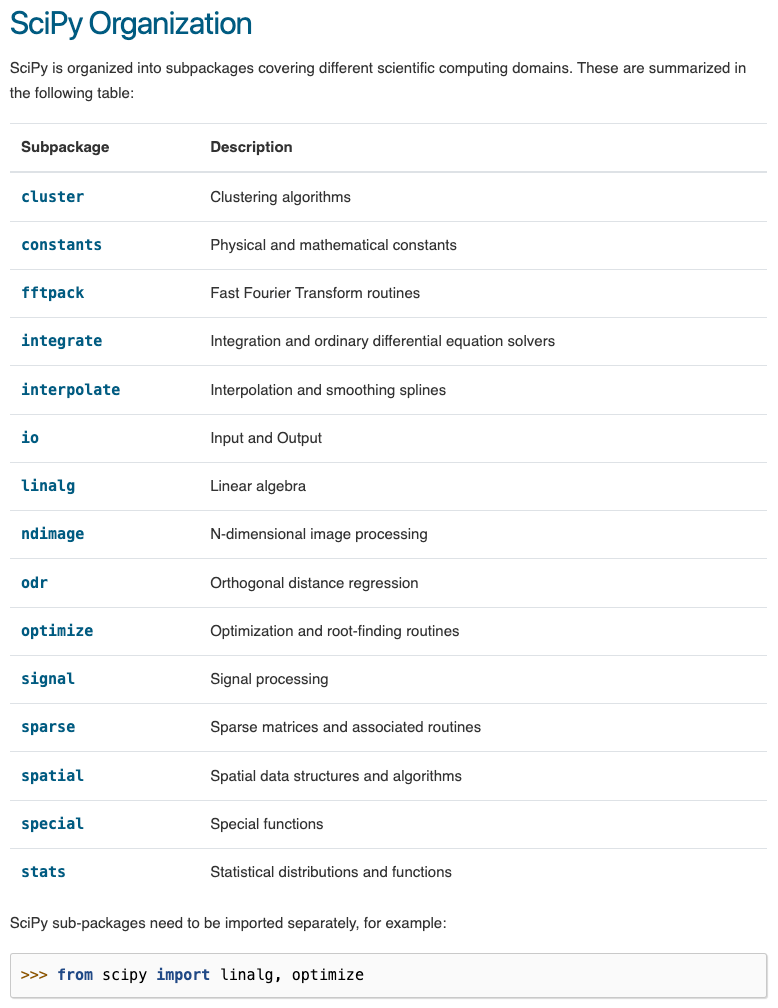 SciPy Organization
SciPy is organized into subpackages covering different scientific computing domains. These are summarized in
the following table:
Subpackage Description
cluster Clustering algorithms
constants Physical and mathematical constants
fftpack Fast Fourier Transform routines
integrate Integration and ordinary differential equation solvers
interpolate Interpolation and smoothing splines
io Input and Output
linalg Linear algebra
ndimage N-dimensional image processing
odr Orthogonal distance regression
optimize Optimization and root-finding routines
signal Signal processing
sparse Sparse matrices and associated routines
spatial Spatial data structures and algorithms
special Special functions
stats Statistical distributions and functions
SciPy sub-packages need to be imported separately, for example:
>>> from scipy import linalg, optimize